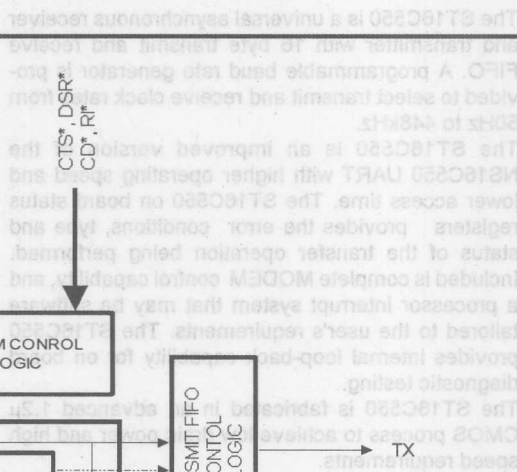 The ST16C550 is a universal asynchronous receiver
and transmitter with 16 byte transmit and receive
FIFO. A programmable baud rate generator is pro-
vided to select transmit and receive clock rates from
50Hz to 448kHz.
The ST16C550 is an improved version of the
NS16C550 UART with higher operating speed and
lower access time. The ST16C550 on board status
registers provides the error conditions, type and
status of the transfer operation being performed.
Included is complete MODEM control capability, and
a processor interrupt system that may be software
tailored to the user's requirements. The ST16C550
provides internal loop-back capability for on board
diagnostic testing.
The ST16C550 is fabricated in an advanced 1.2µ
CMOS process to achieve low drain power and high
speed requirements.
CTS*, DSR*
CD*, RI*
M CONROL
OGIC
SMIT FIFO
ONTOL
LOGIC
TX